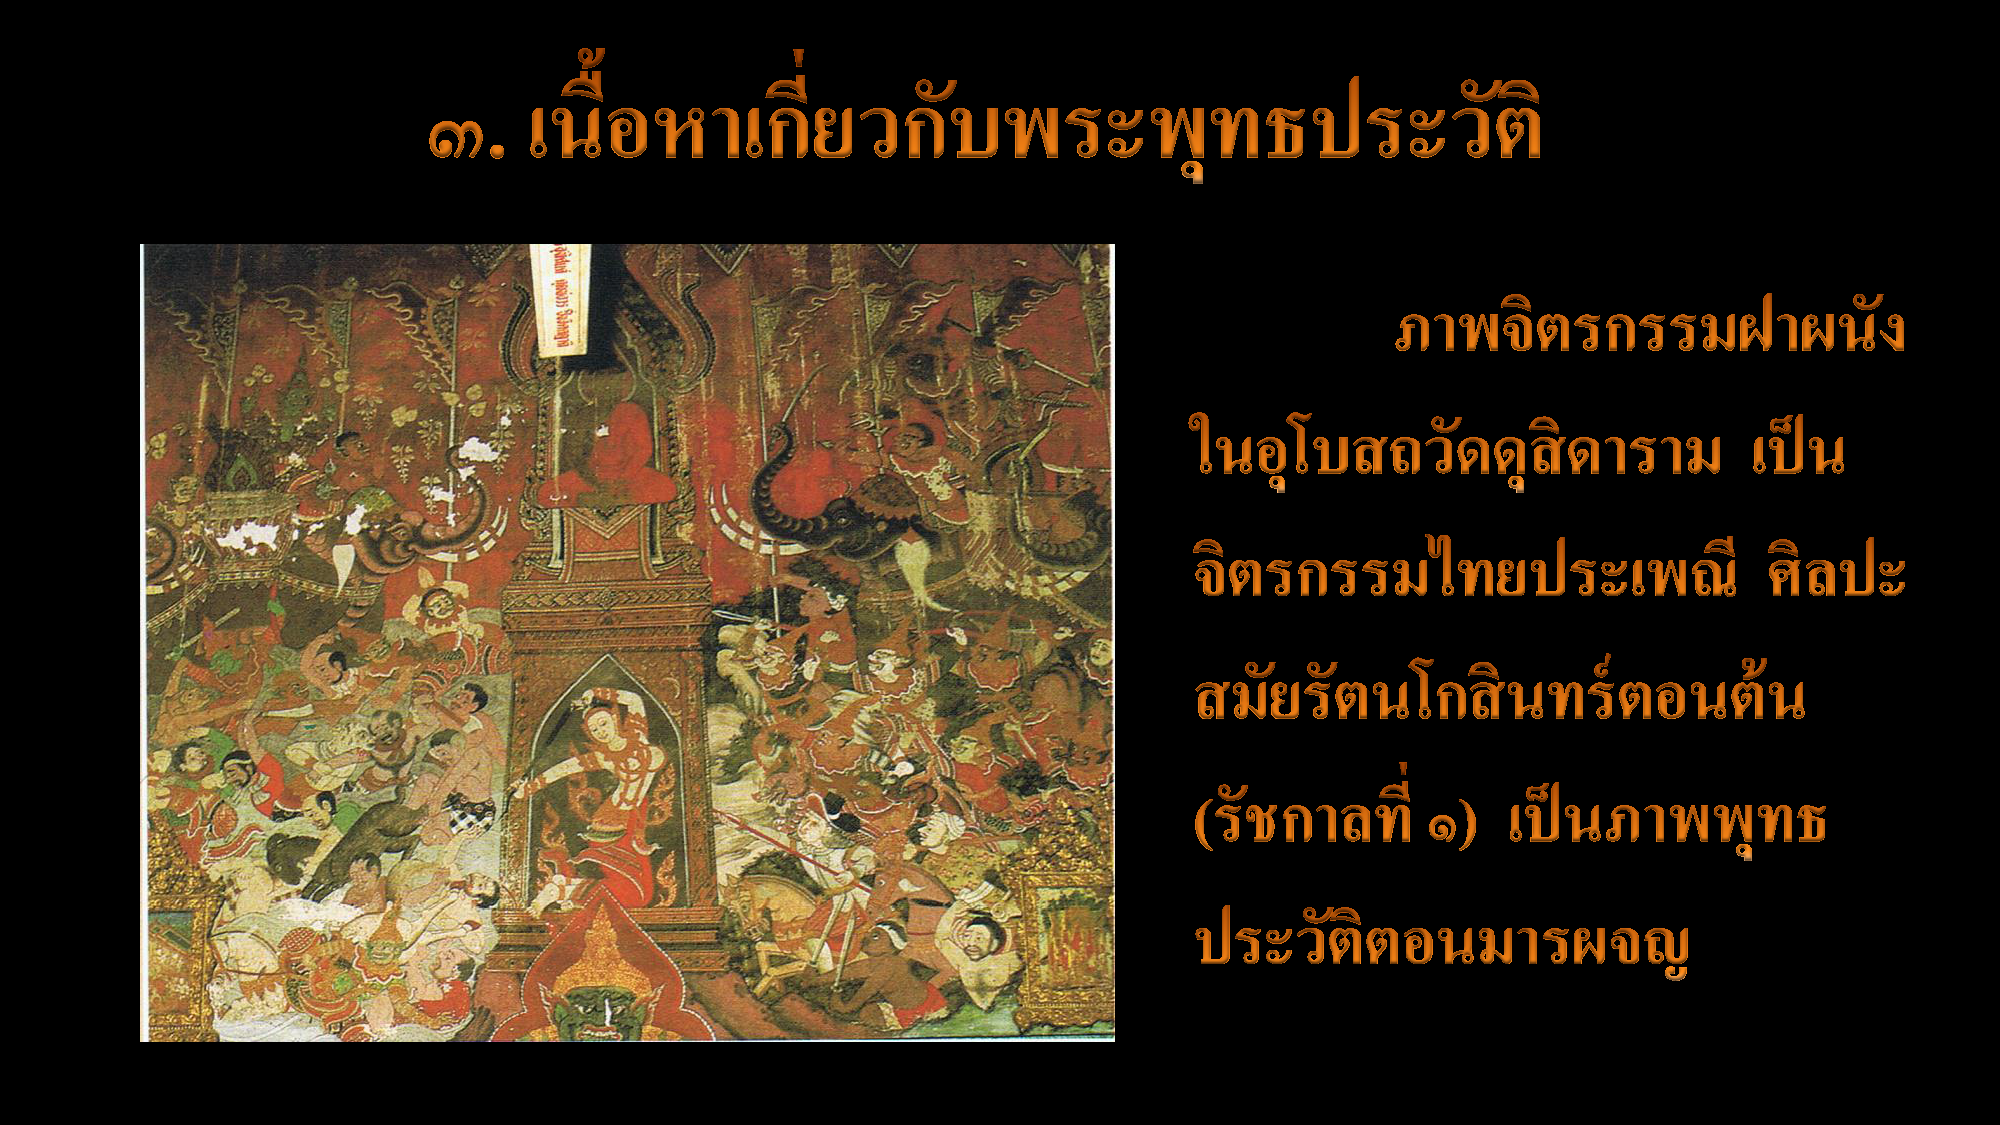 ๓. เนื้อหาเกี่ยวกับพระพุทธประวัติ
ภาพจิตรกรรมฝาผนัง
ในอุโบสถวัดดุสิดาราม เป็น
จิตรกรรมไทยประเพณี ศิลปะ
สมัยรัตนโกสินทร์ตอนต้น
(รัชกาลที่ ๑) เป็นภาพพุทธ
ประวัติตอนมารผจญ